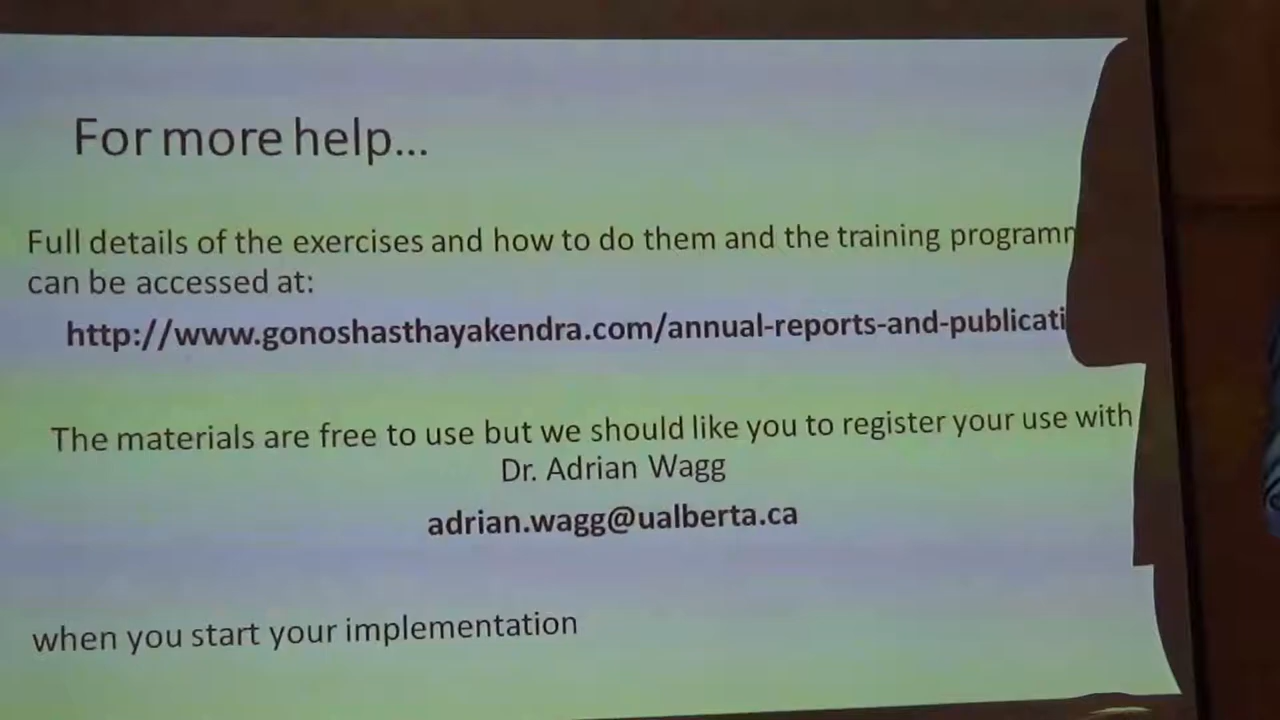 For more help...
Full details of the exercises and how to do them and the training
can be accessed at:
http://www.gonoshasthayakendra.com/annual-reports-and-publicati
The materials are free to use but we should like you to register your use with
Dr. Adrian Wagg
adrian.wagg@ualberta.ca
when you start your implementation